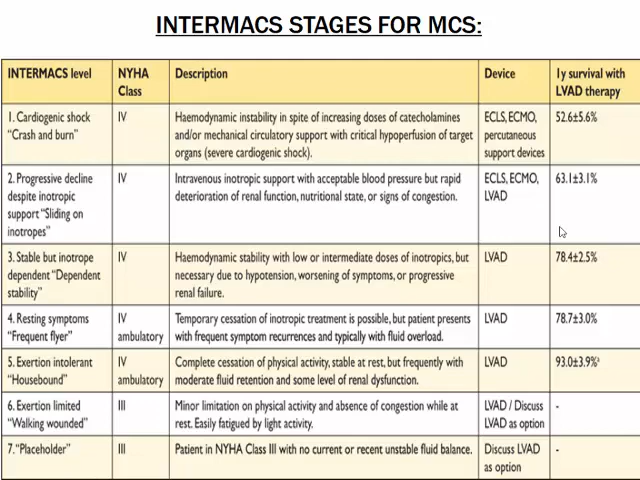 INTERMACS STAGES FOR MCS:
INTERMACS level
NYHA
Class
Description
Device
1y survival with
LVAD therapy
1. Cardiogenic shock
"Crash and burn"
IV
Haemodynamic instability in spite of increasing doses of catecholamines
and/or mechanical circulatory support with critical hypoperfusion of target
organs (severe cardiogenic shock).
ECLS, ECMO,
percutaneous
support devices
52.6±5.6%
2. Progressive decline
despite inotropic
support "Sliding on
inotropes"
IV
Intravenous inotropic support with acceptable blood pressure but rapid
deterioration of renal function, nutritional state, or signs of congestion.
ECLS, ECMO,
LVAD
63.1±3.1%
3. Stable but inotrope
dependent "Dependent
stability"
IV
Haemodynamic stability with low or intermediate doses of inotropics, but
necessary due to hypotension, worsening of symptoms, or progressive
renal failure.
LVAD
78.4±2.5%
4. Resting symptoms
"Frequent flyer"
IV
ambulatory
Temporary cessation of inotropic treatment is possible, but patient presents
with frequent symptom recurrences and typically with fluid overload.
LVAD
78.7±3.0%
5. Exertion intolerant
"Housebound"
IV
ambulatory
Complete cessation of physical activity, stable at rest, but frequently with
moderate fluid retention and some level of renal dysfunction.
LVAD
93.0±3.9%
6. Exertion limited
"Walking wounded"
III
Minor limitation on physical activity and absence of congestion while at
rest. Easily fatigued by light activity.
LVAD / Discuss
LVAD as option
-
7. "Placeholder"
III
Patient in NYHA Class III with no current or recent unstable fluid balance.
Discuss LVAD
as option
-